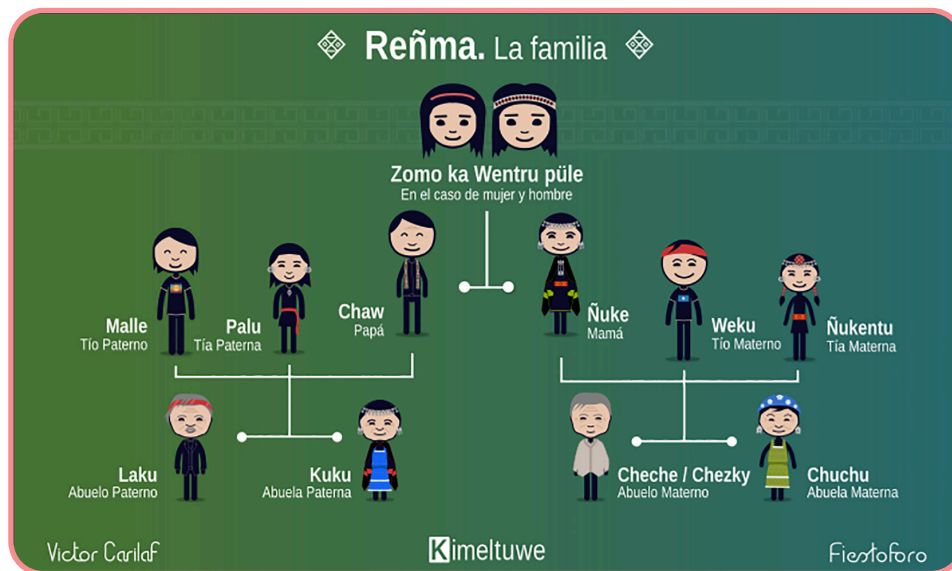 Reñma. La familia
Zomo ka Wentru püle
En el caso de mujer y hombre
Malle
Tío Paterno
Palu
Tía Paterna
Chaw
Papá
Ñuke
Mamá
Weku
Tío Materno
Ñukentu
Tía Materna
Laku
Abuelo Paterno
Kuku
Abuela Paterna
Cheche / Chezky
Abuelo Materno
Chuchu
Abuela Materna
Victor Carilaf
Kimeltuwe
Fiestoforo